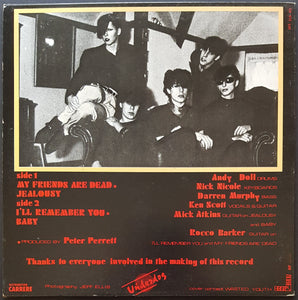 side 1
MY FRIENDS ARE DEAD.
JEALOUSY
side 2
I'LL REMEMBER YOU.
BABY
Andy Doll DRUMS
Nick Nicole KEYBOARDS
Darren Murphy BASS
Ken Scott VOCALS & GUITAR
Mick Atkins GUITAR on JEALOUSY
and BABY
Rocco Barker GUITAR on
I'LL REMEMBER YOU and MY FRIENDS ARE DEAD
• PRODUCED BY Peter Perrett
Thanks to everyone involved in the making of this record
CARRERE
Photography JEFF ELLIS
cover concept WASTED YOUTH